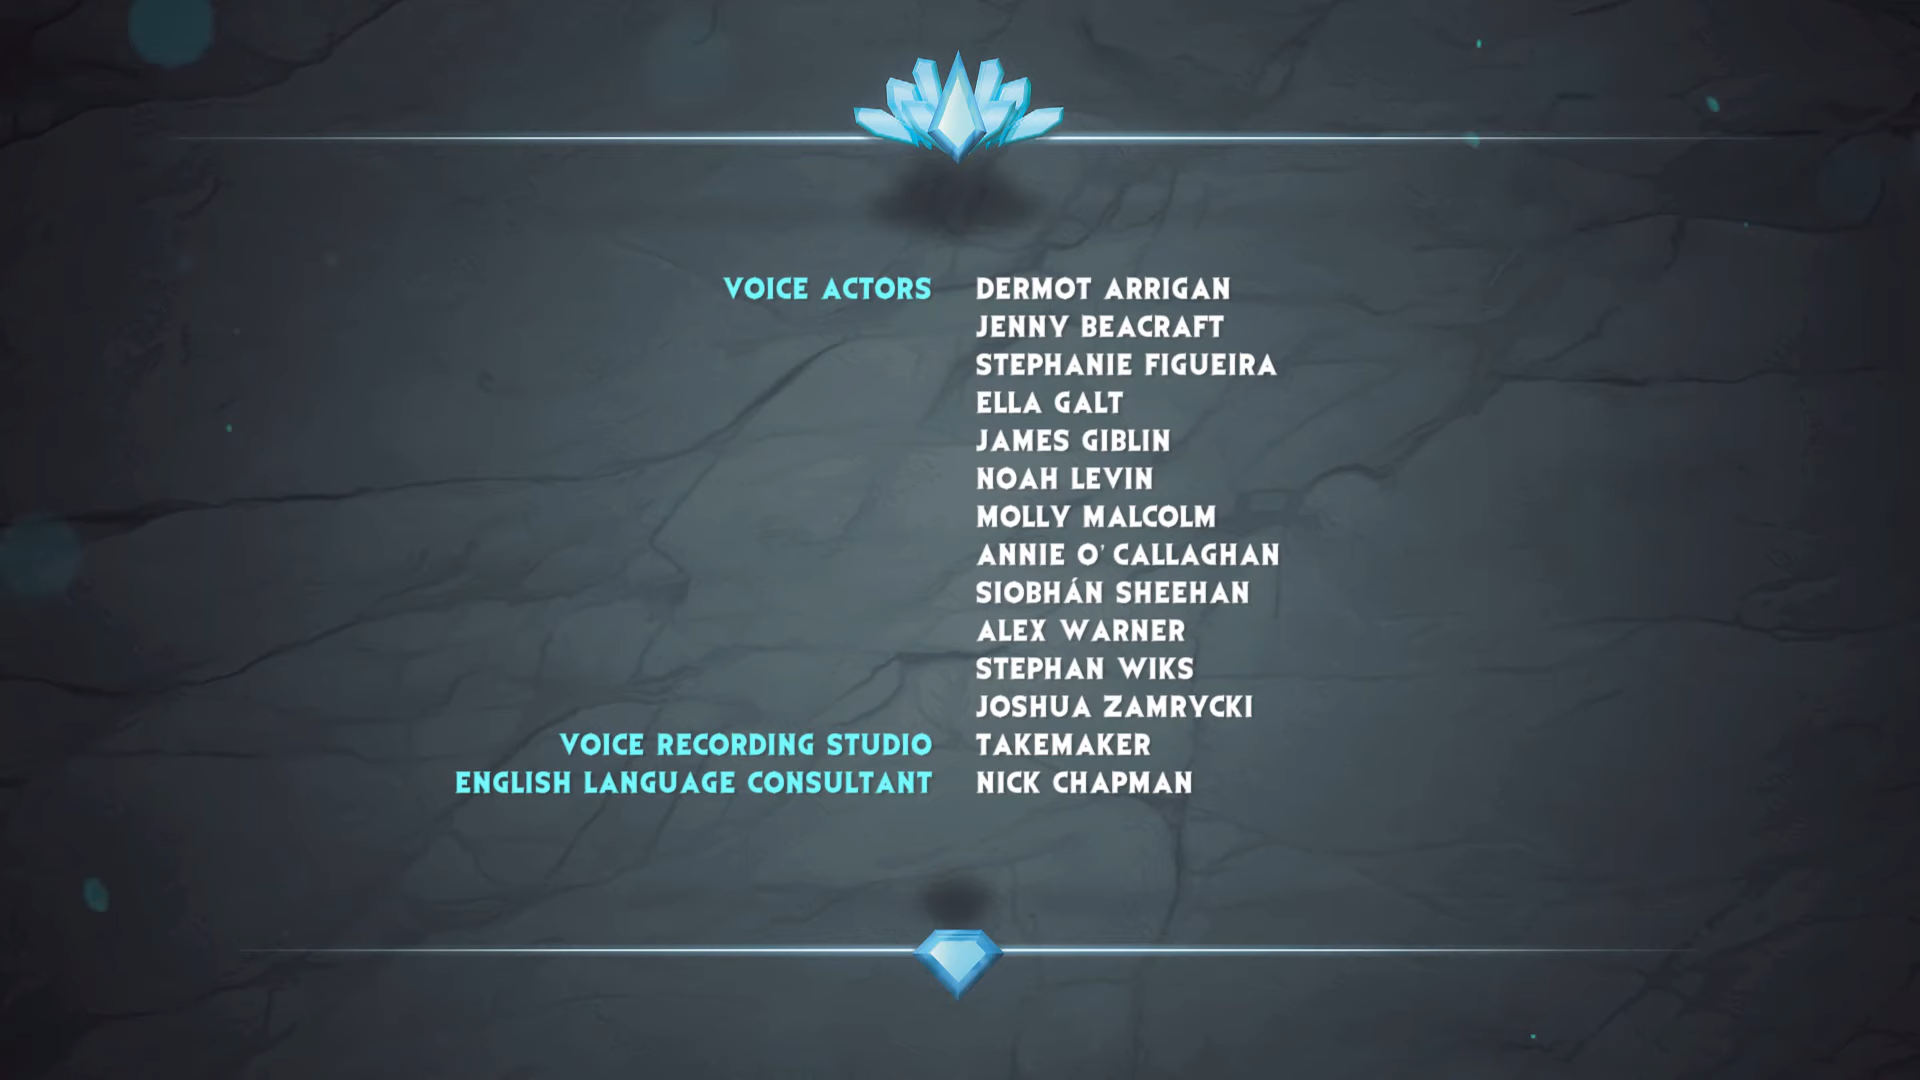 VOICE ACTORS DERMOT ARRIGAN
JENNY BEACRAFT
STEPHANIE FIGUEIRA
ELLA GALT
JAMES GIBLIN
NOAH LEVIN
MOLLY MALCOLM
ANNIE O'CALLAGHAN
SIOBHÁN SHEEHAN
ALEX WARNER
STEPHAN WIKS
JOSHUA ZAMRYCKI
VOICE RECORDING STUDIO TAKEMAKER
ENGLISH LANGUAGE CONSULTANT NICK CHAPMAN